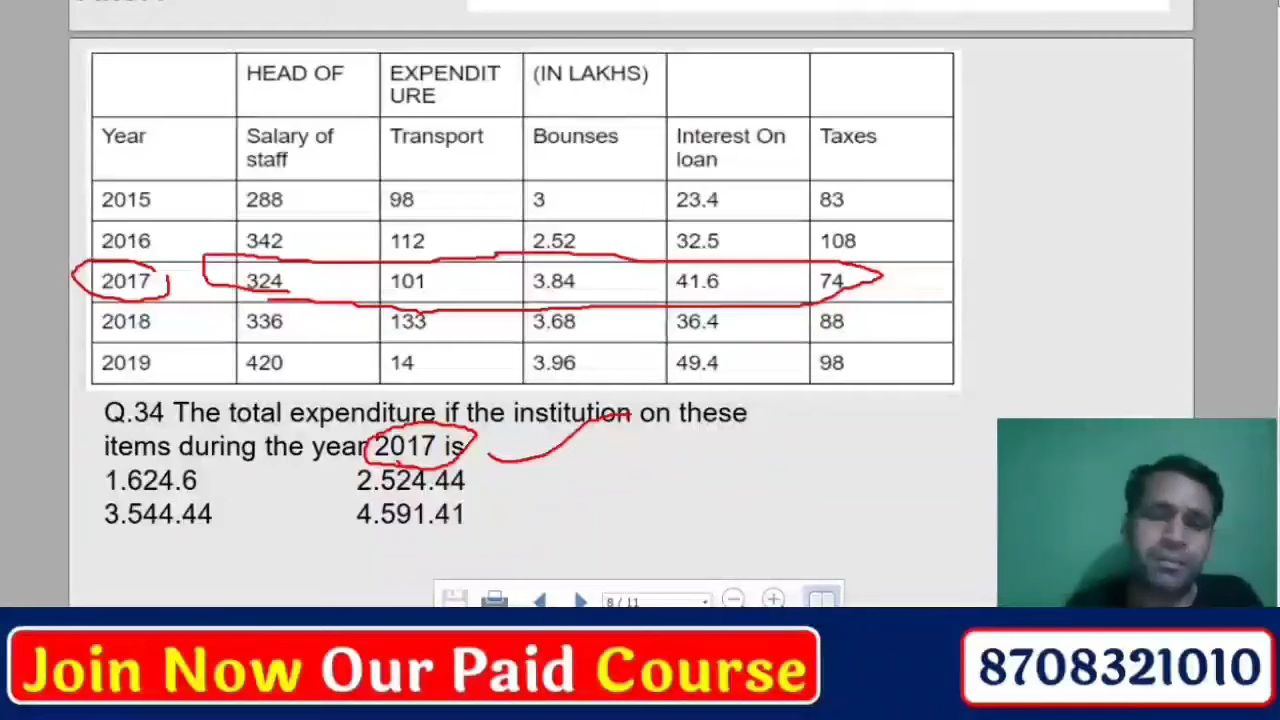 HEAD OF EXPENDIT URE (IN LAKHS)
Year Salary of staff Transport Bounses Interest On loan Taxes
2015 288 98 3 23.4 83
2016 342 112 2.52 32.5 108
2017 324 101 3.84 41.6 74
2018 336 133 3.68 36.4 88
2019 420 14 3.96 49.4 98
Q.34 The total expenditure if the institution on these
items during the year 2017 is
1.624.6 2.524.44
3.544.44 4.591.41
8 / 11
Join Now Our Paid Course 8708321010